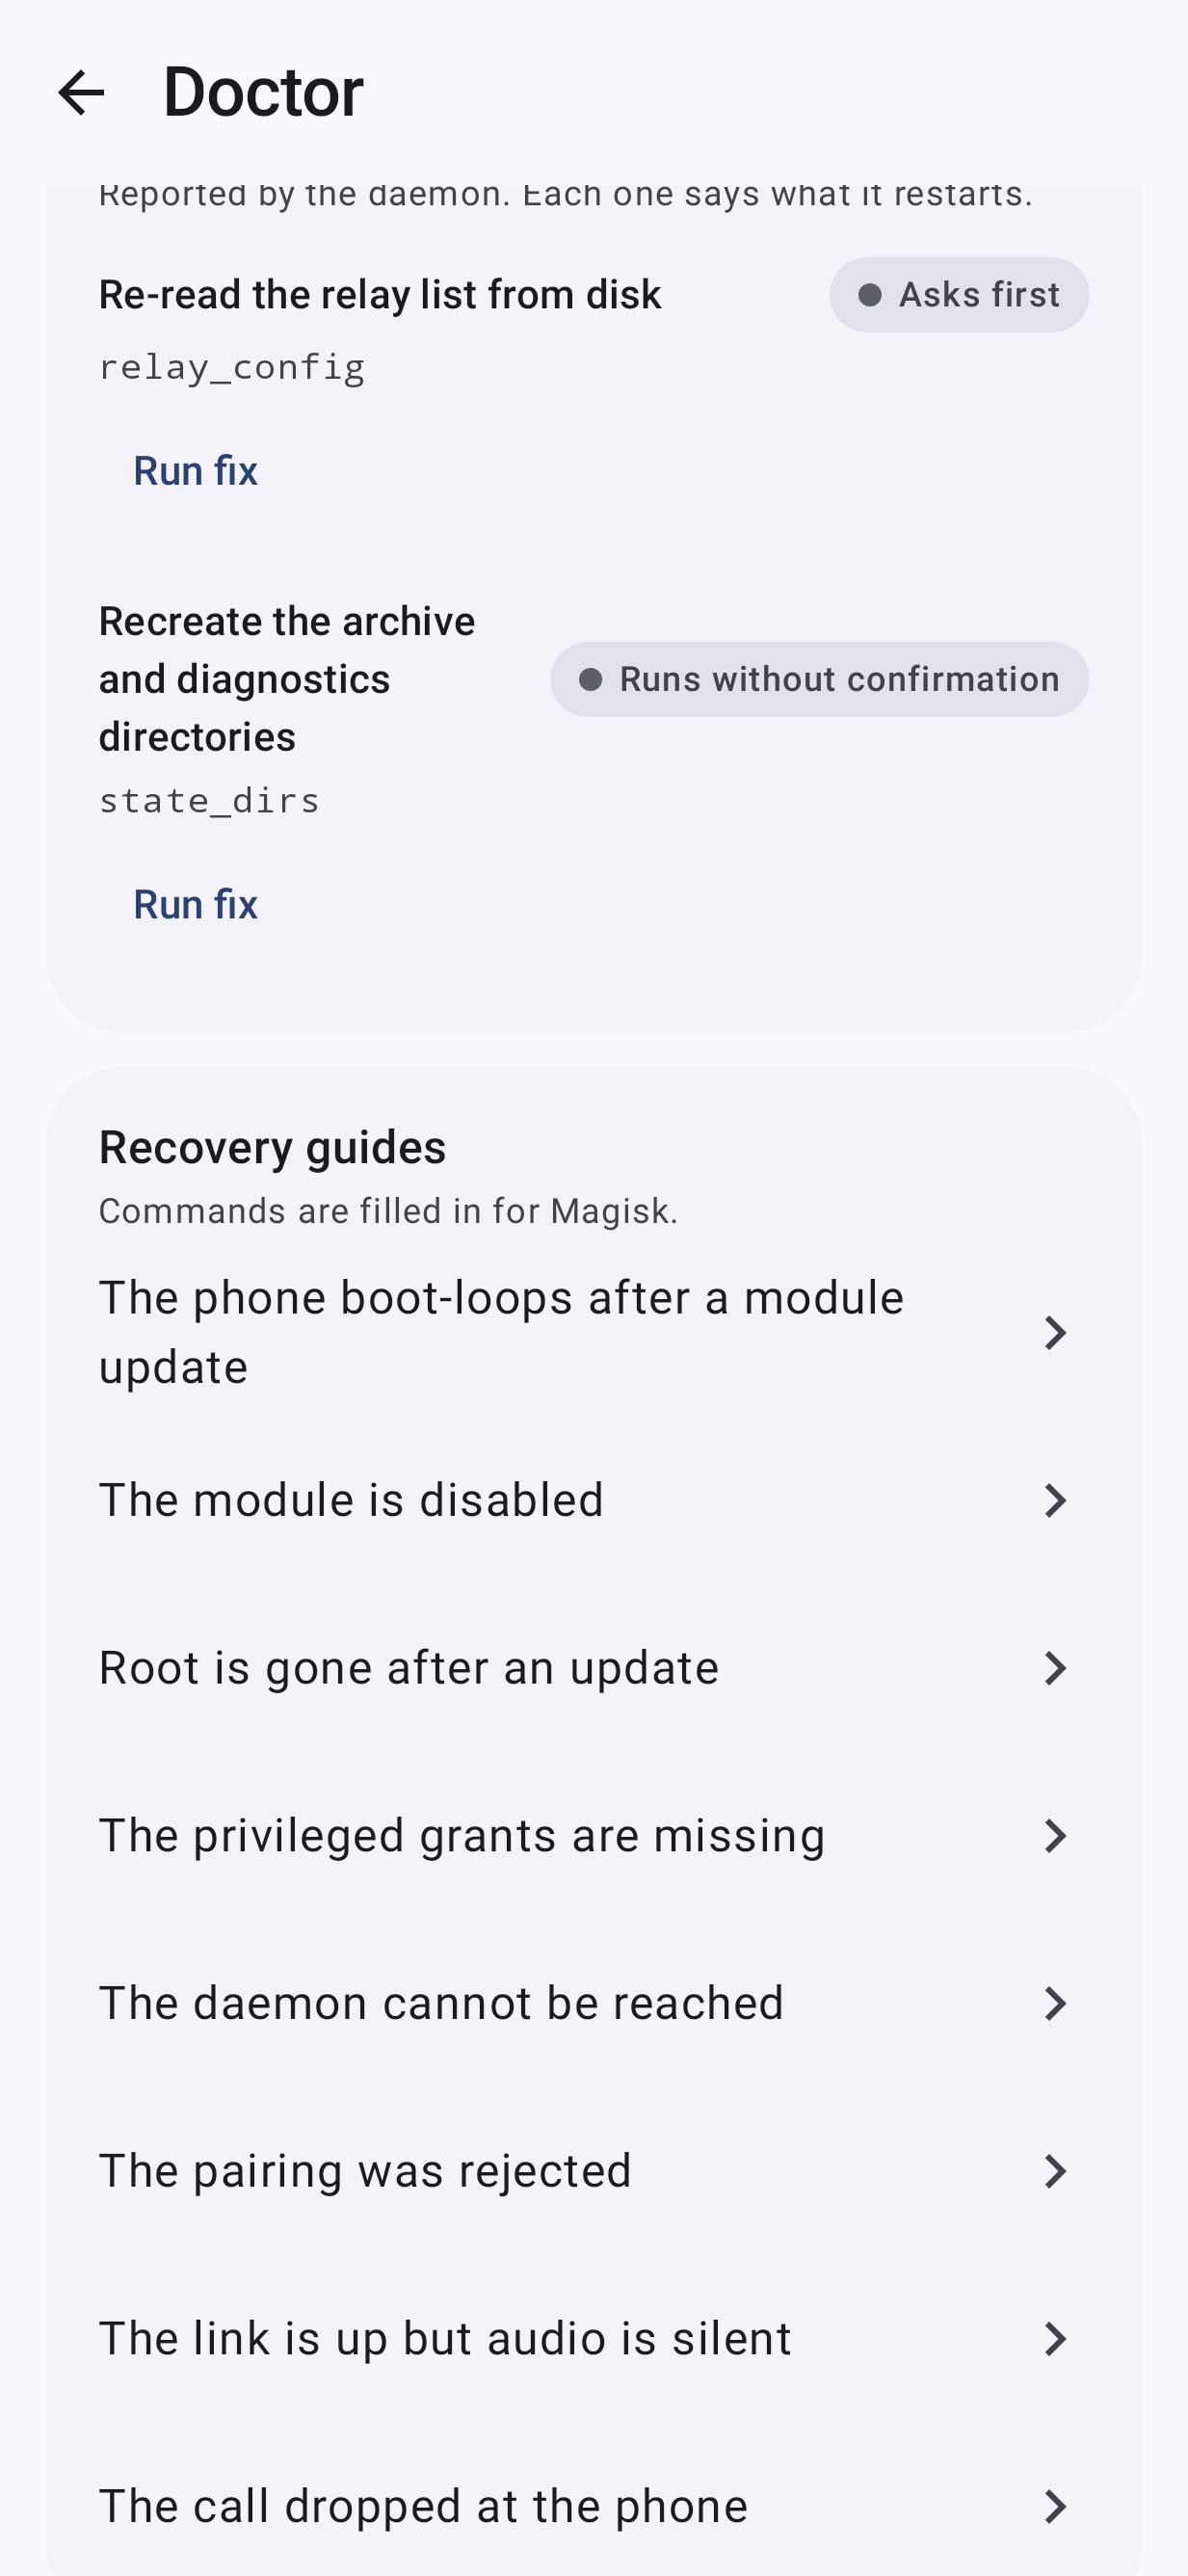 Doctor
Reported by the daemon. Each one says what it restarts.
Re-read the relay list from disk
Asks first
relay_config
Run fix
Recreate the archive
and diagnostics
directories
Runs without confirmation
state_dirs
Run fix
Recovery guides
Commands are filled in for Magisk.
The phone boot-loops after a module
update
The module is disabled
Root is gone after an update
The privileged grants are missing
The daemon cannot be reached
The pairing was rejected
The link is up but audio is silent
The call dropped at the phone